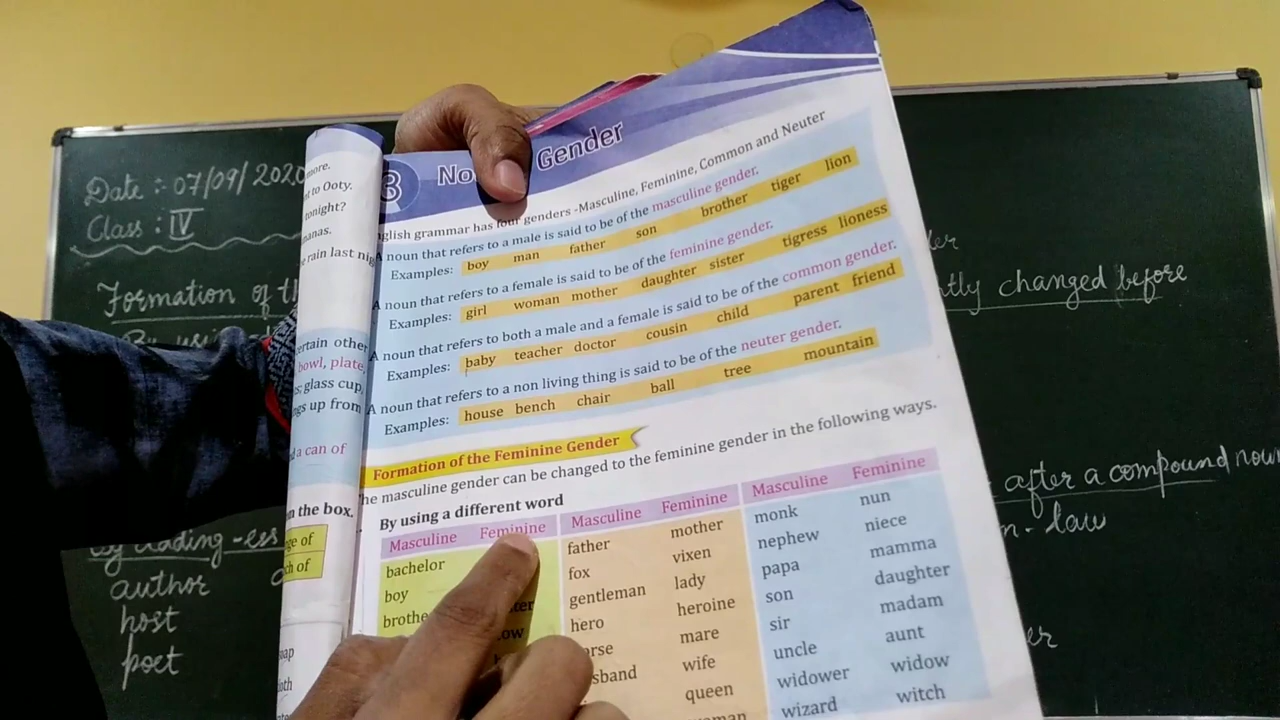 Date :- 07/09/2020
Class : IV
Formation of
By
By adding -ess
author
host
poet
tly changed before
after a compound noun
n-law
er
more.
to Ooty.
tonight?
rain last
ertain other
bowl, plate,
glass cup,
up from
a can of
the box.
of
of
3 Gender
grammar has four genders -Masculine, Feminine, Common and Neuter
A noun that refers to a male is said to be of the masculine gender.
Examples: boy man father son brother tiger lion
A noun that refers to a female is said to be of the feminine gender.
Examples: girl woman mother daughter sister tigress lioness
A noun that refers to both a male and a female is said to be of the common gender.
Examples: baby teacher doctor cousin child parent friend
A noun that refers to a non living thing is said to be of the neuter gender.
Examples: house bench chair ball tree mountain
Formation of the Feminine Gender
The masculine gender can be changed to the feminine gender in the following ways.
By using a different word
Masculine Feminine Masculine Feminine Masculine Feminine
bachelor father mother monk nun
boy fox vixen nephew niece
brothe gentleman lady papa mamma
hero heroine son daughter
orse mare sir madam
sband wife uncle aunt
queen widower widow
wizard witch